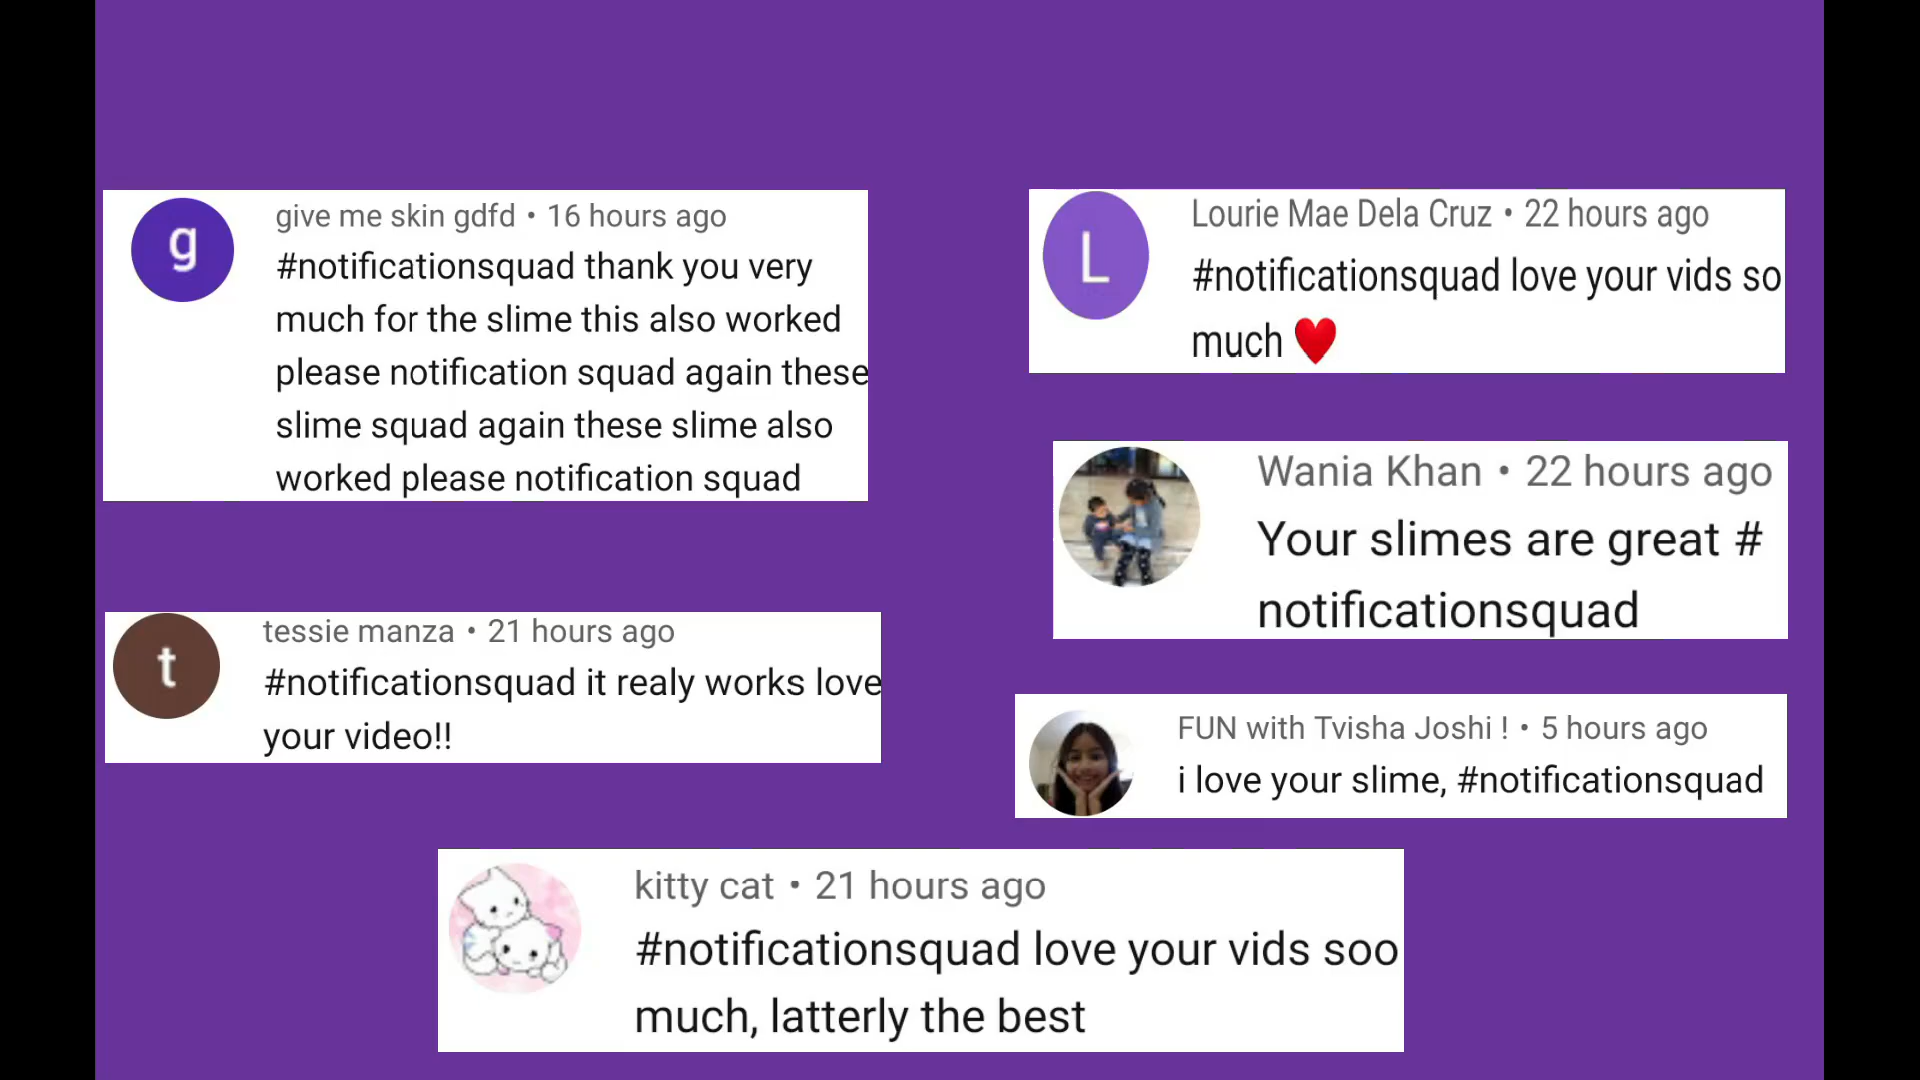 g
give me skin gdfd • 16 hours ago
#notificationsquad thank you very
much for the slime this also worked
please notification squad again these
slime squad again these slime also
worked please notification squad
t
tessie manza • 21 hours ago
#notificationsquad it realy works love
your video!!
L
Lourie Mae Dela Cruz • 22 hours ago
#notificationsquad love your vids so
much ♥
Wania Khan • 22 hours ago
Your slimes are great #
notificationsquad
FUN with Tvisha Joshi ! • 5 hours ago
i love your slime, #notificationsquad
kitty cat • 21 hours ago
#notificationsquad love your vids soo
much, latterly the best